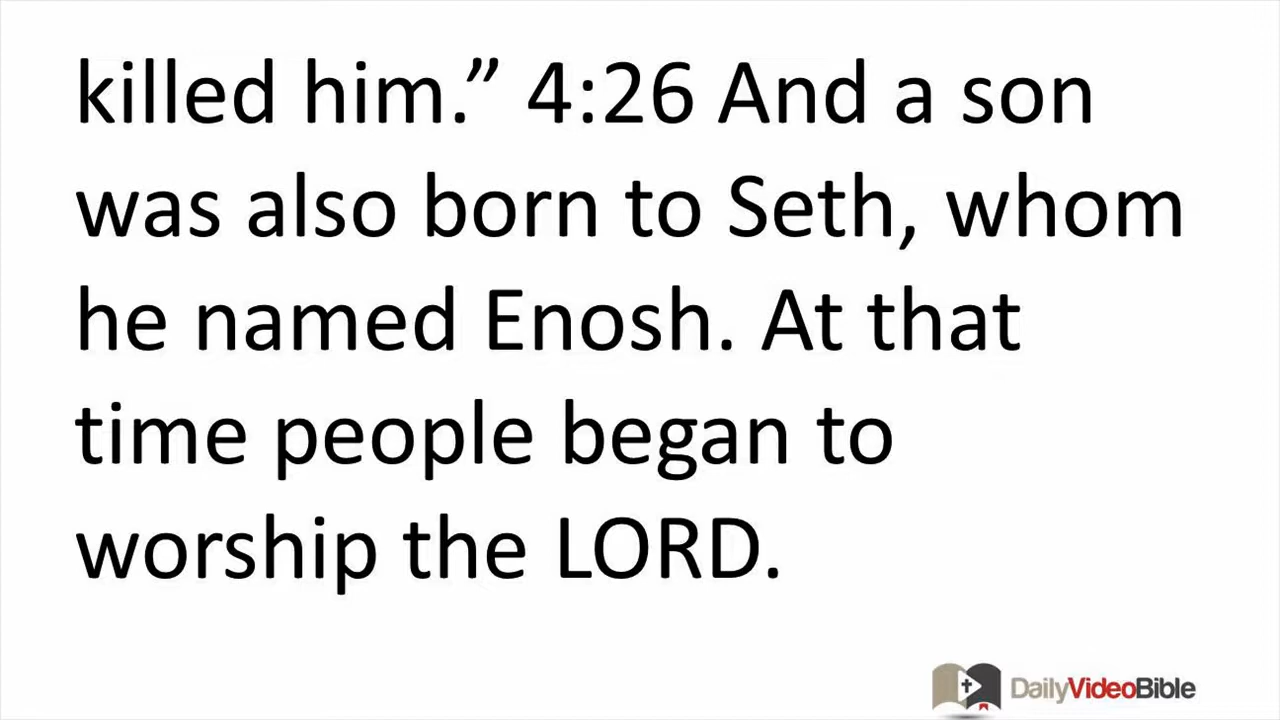 killed him.” 4:26 And a son
was also born to Seth, whom
he named Enosh. At that
time people began to
worship the LORD.
DailyVideoBible